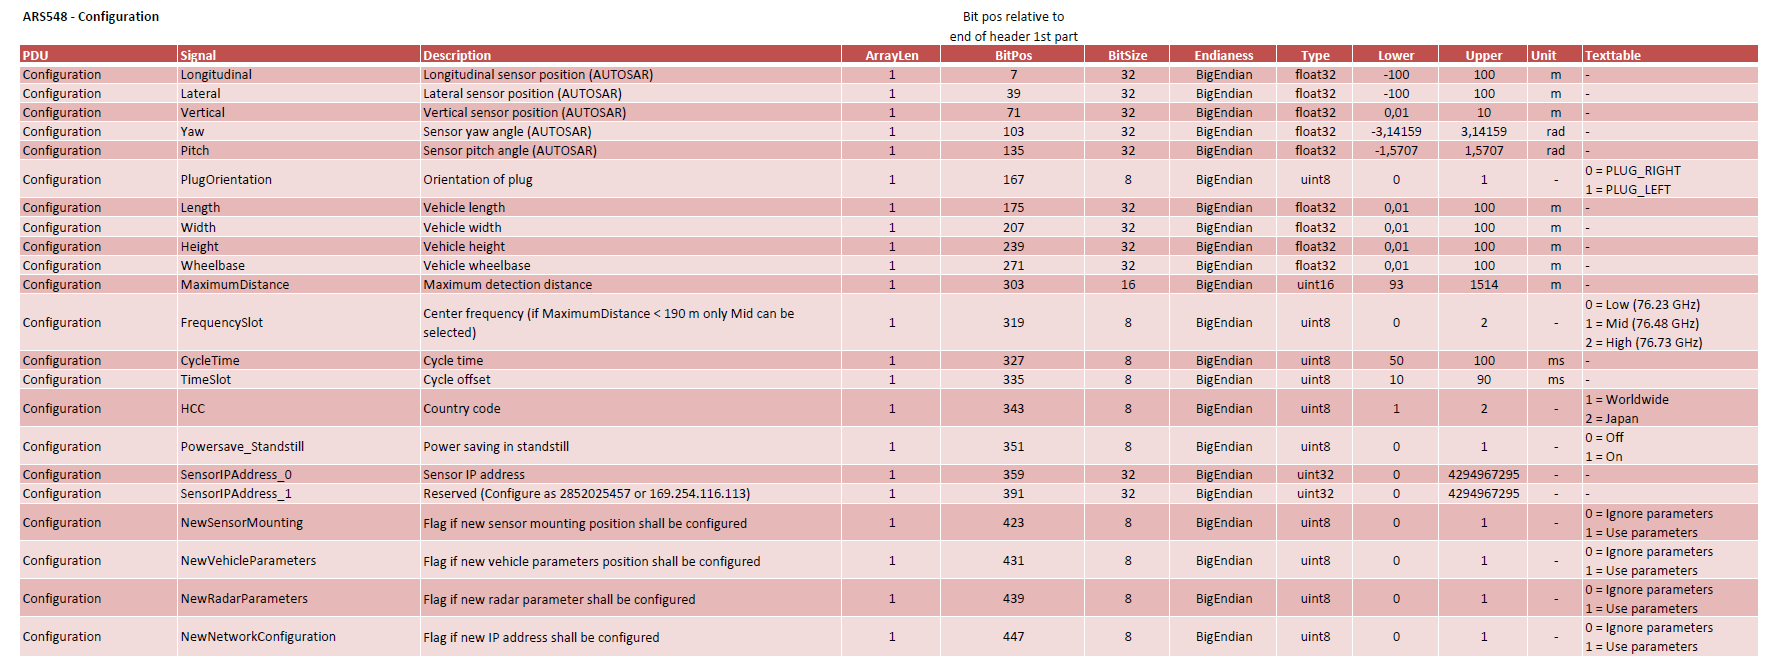 ARS548 - Configuration
Bit pos relative to
end of header 1st part
PDU Signal Description ArrayLen BitPos BitSize Endianess Type Lower Upper Unit Texttable
Configuration Longitudinal Longitudinal sensor position (AUTOSAR) 1 7 32 BigEndian float32 -100 100 m -
Configuration Lateral Lateral sensor position (AUTOSAR) 1 39 32 BigEndian float32 -100 100 m -
Configuration Vertical Vertical sensor position (AUTOSAR) 1 71 32 BigEndian float32 0,01 10 m -
Configuration Yaw Sensor yaw angle (AUTOSAR) 1 103 32 BigEndian float32 -3,14159 3,14159 rad -
Configuration Pitch Sensor pitch angle (AUTOSAR) 1 135 32 BigEndian float32 -1,5707 1,5707 rad -
Configuration PlugOrientation Orientation of plug 1 167 8 BigEndian uint8 0 1 - 0 = PLUG_RIGHT
1 = PLUG_LEFT
Configuration Length Vehicle length 1 175 32 BigEndian float32 0,01 100 m -
Configuration Width Vehicle width 1 207 32 BigEndian float32 0,01 100 m -
Configuration Height Vehicle height 1 239 32 BigEndian float32 0,01 100 m -
Configuration Wheelbase Vehicle wheelbase 1 271 32 BigEndian float32 0,01 100 m -
Configuration MaximumDistance Maximum detection distance 1 303 16 BigEndian uint16 93 1514 m -
Configuration FrequencySlot Center frequency (if MaximumDistance < 190 m only Mid can be
selected) 1 319 8 BigEndian uint8 0 2 - 0 = Low (76.23 GHz)
1 = Mid (76.48 GHz)
2 = High (76.73 GHz)
Configuration CycleTime Cycle time 1 327 8 BigEndian uint8 50 100 ms -
Configuration TimeSlot Cycle offset 1 335 8 BigEndian uint8 10 90 ms -
Configuration HCC Country code 1 343 8 BigEndian uint8 1 2 - 1 = Worldwide
2 = Japan
Configuration Powersave_Standstill Power saving in standstill 1 351 8 BigEndian uint8 0 1 - 0 = Off
1 = On
Configuration SensorIPAddress_0 Sensor IP address 1 359 32 BigEndian uint32 0 4294967295 - -
Configuration SensorIPAddress_1 Reserved (Configure as 2852025457 or 169.254.116.113) 1 391 32 BigEndian uint32 0 4294967295 - -
Configuration NewSensorMounting Flag if new sensor mounting position shall be configured 1 423 8 BigEndian uint8 0 1 - 0 = Ignore parameters
1 = Use parameters
Configuration NewVehicleParameters Flag if new vehicle parameters position shall be configured 1 431 8 BigEndian uint8 0 1 - 0 = Ignore parameters
1 = Use parameters
Configuration NewRadarParameters Flag if new radar parameter shall be configured 1 439 8 BigEndian uint8 0 1 - 0 = Ignore parameters
1 = Use parameters
Configuration NewNetworkConfiguration Flag if new IP address shall be configured 1 447 8 BigEndian uint8 0 1 - 0 = Ignore parameters
1 = Use parameters